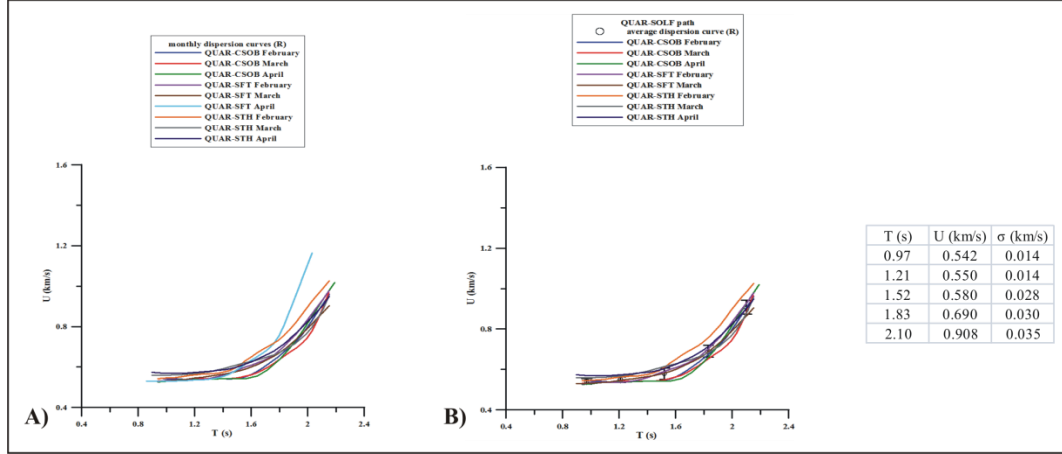 monthly dispersion curves (R)
QUAR-CSOB February
QUAR-CSOB March
QUAR-CSOB April
QUAR-SFT February
QUAR-SFT March
QUAR-SFT April
QUAR-STH February
QUAR-STH March
QUAR-STH April
1.6
1.2
0.8
0.4
U (km/s)
0.4 0.8 1.2 1.6 2 2.4
T (s)
A)
QUAR-SOLF path
average dispersion curve (R)
QUAR-CSOB February
QUAR-CSOB March
QUAR-CSOB April
QUAR-SFT February
QUAR-SFT March
QUAR-STH February
QUAR-STH March
QUAR-STH April
1.6
1.2
0.8
0.4
U (km/s)
0.4 0.8 1.2 1.6 2 2.4
T (s)
B)
T (s) U (km/s) σ (km/s)
0.97 0.542 0.014
1.21 0.550 0.014
1.52 0.580 0.028
1.83 0.690 0.030
2.10 0.908 0.035